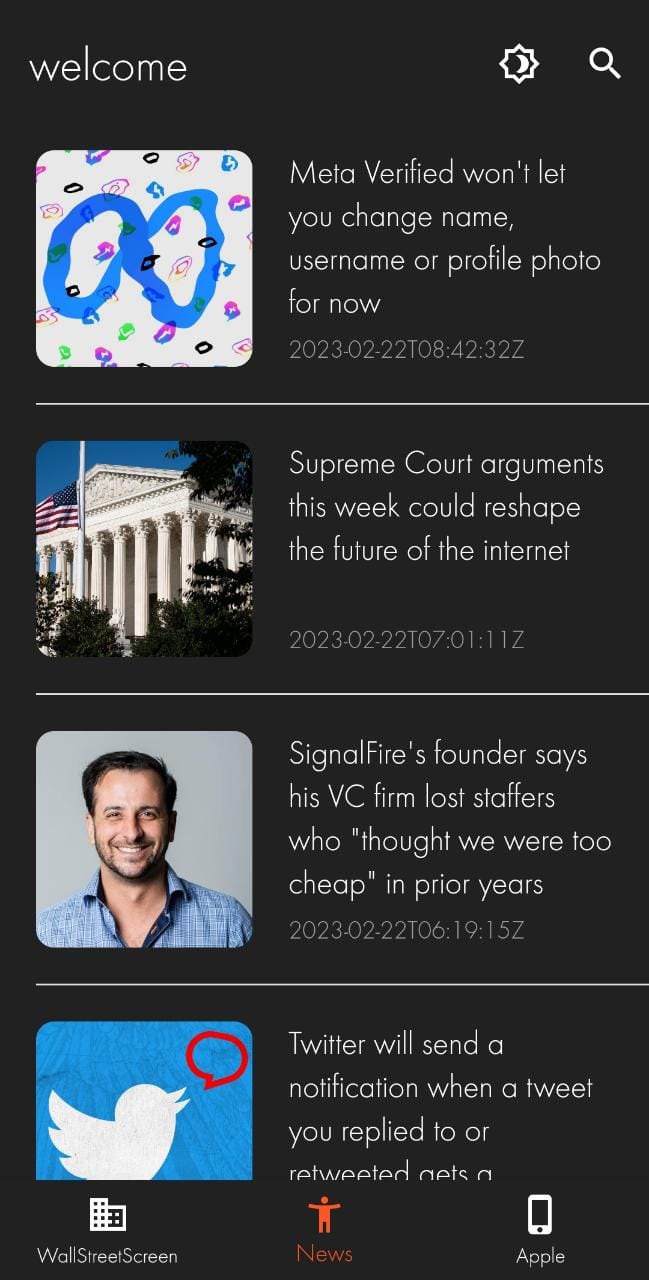 welcome
Meta Verified won't let
you change name,
username or profile photo
for now
2023-02-22T08:42:32Z
Supreme Court arguments
this week could reshape
the future of the internet
2023-02-22T07:01:11Z
SignalFire's founder says
his VC firm lost staffers
who "thought we were too
cheap" in prior years
2023-02-22T06:19:15Z
Twitter will send a
notification when a tweet
you replied to or
retweeted gets a
WallStreetScreen
News
Apple